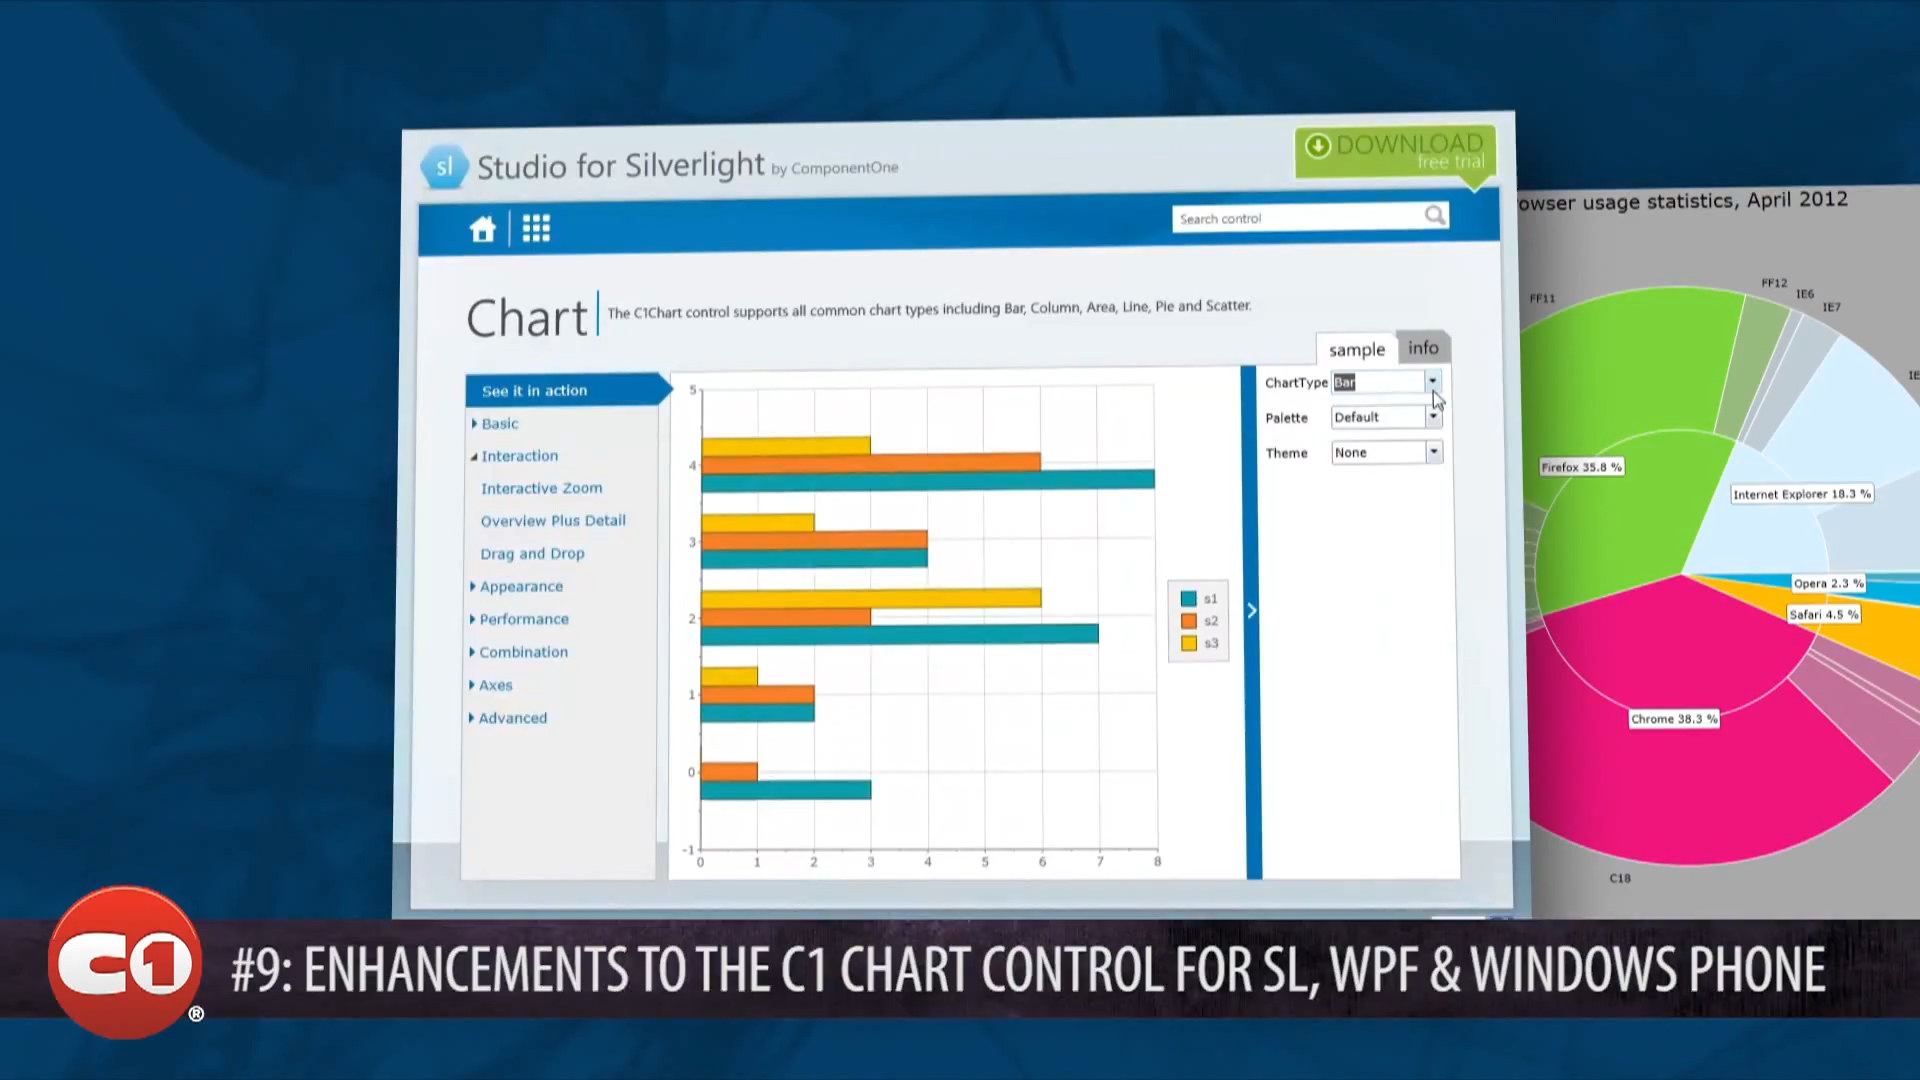 sl Studio for Silverlight by ComponentOne
DOWNLOAD
free trial
Search control
Chart
The C1Chart control supports all common chart types including Bar, Column, Area, Line, Pie and Scatter.
sample
info
See it in action
Basic
Interaction
Interactive Zoom
Overview Plus Detail
Drag and Drop
Appearance
Performance
Combination
Axes
Advanced
5
4
3
2
1
0
-1
0 1 2 3 4 5 6 7 8
s1
s2
s3
ChartType Bar
Palette Default
Theme None
owser usage statistics, April 2012
FF11
FF12
IE6
IE7
IE
Firefox 35.8 %
Internet Explorer 18.3 %
Opera 2.3 %
Safari 4.5 %
Chrome 38.3 %
C18
C1 ®
#9: ENHANCEMENTS TO THE C1 CHART CONTROL FOR SL, WPF & WINDOWS PHONE